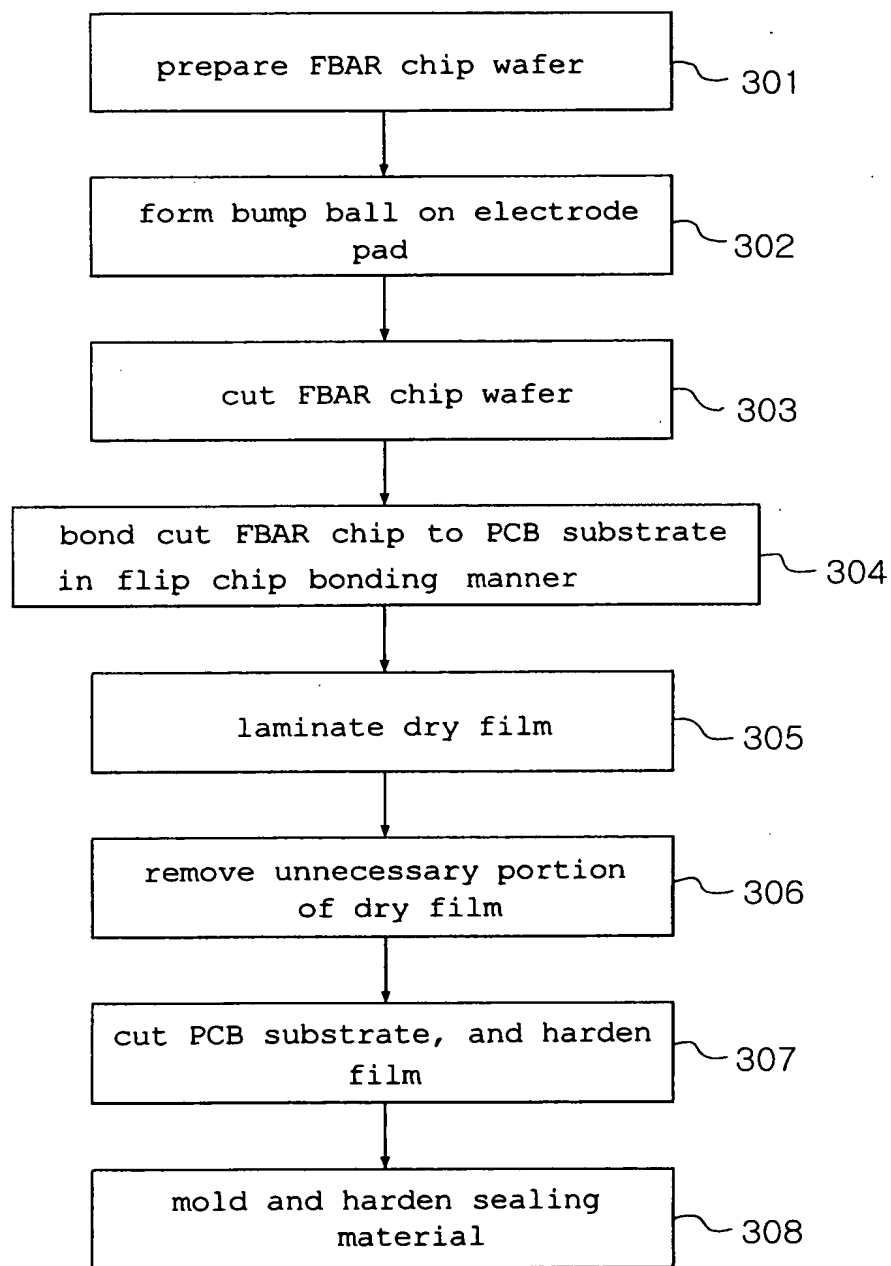 prepare FBAR chip wafer
301
form bump ball on electrode
pad
302
cut FBAR chip wafer
303
bond cut FBAR chip to PCB substrate
in flip chip bonding manner
304
laminate dry film
305
remove unnecessary portion
of dry film
306
cut PCB substrate, and harden
film
307
mold and harden sealing
material
308